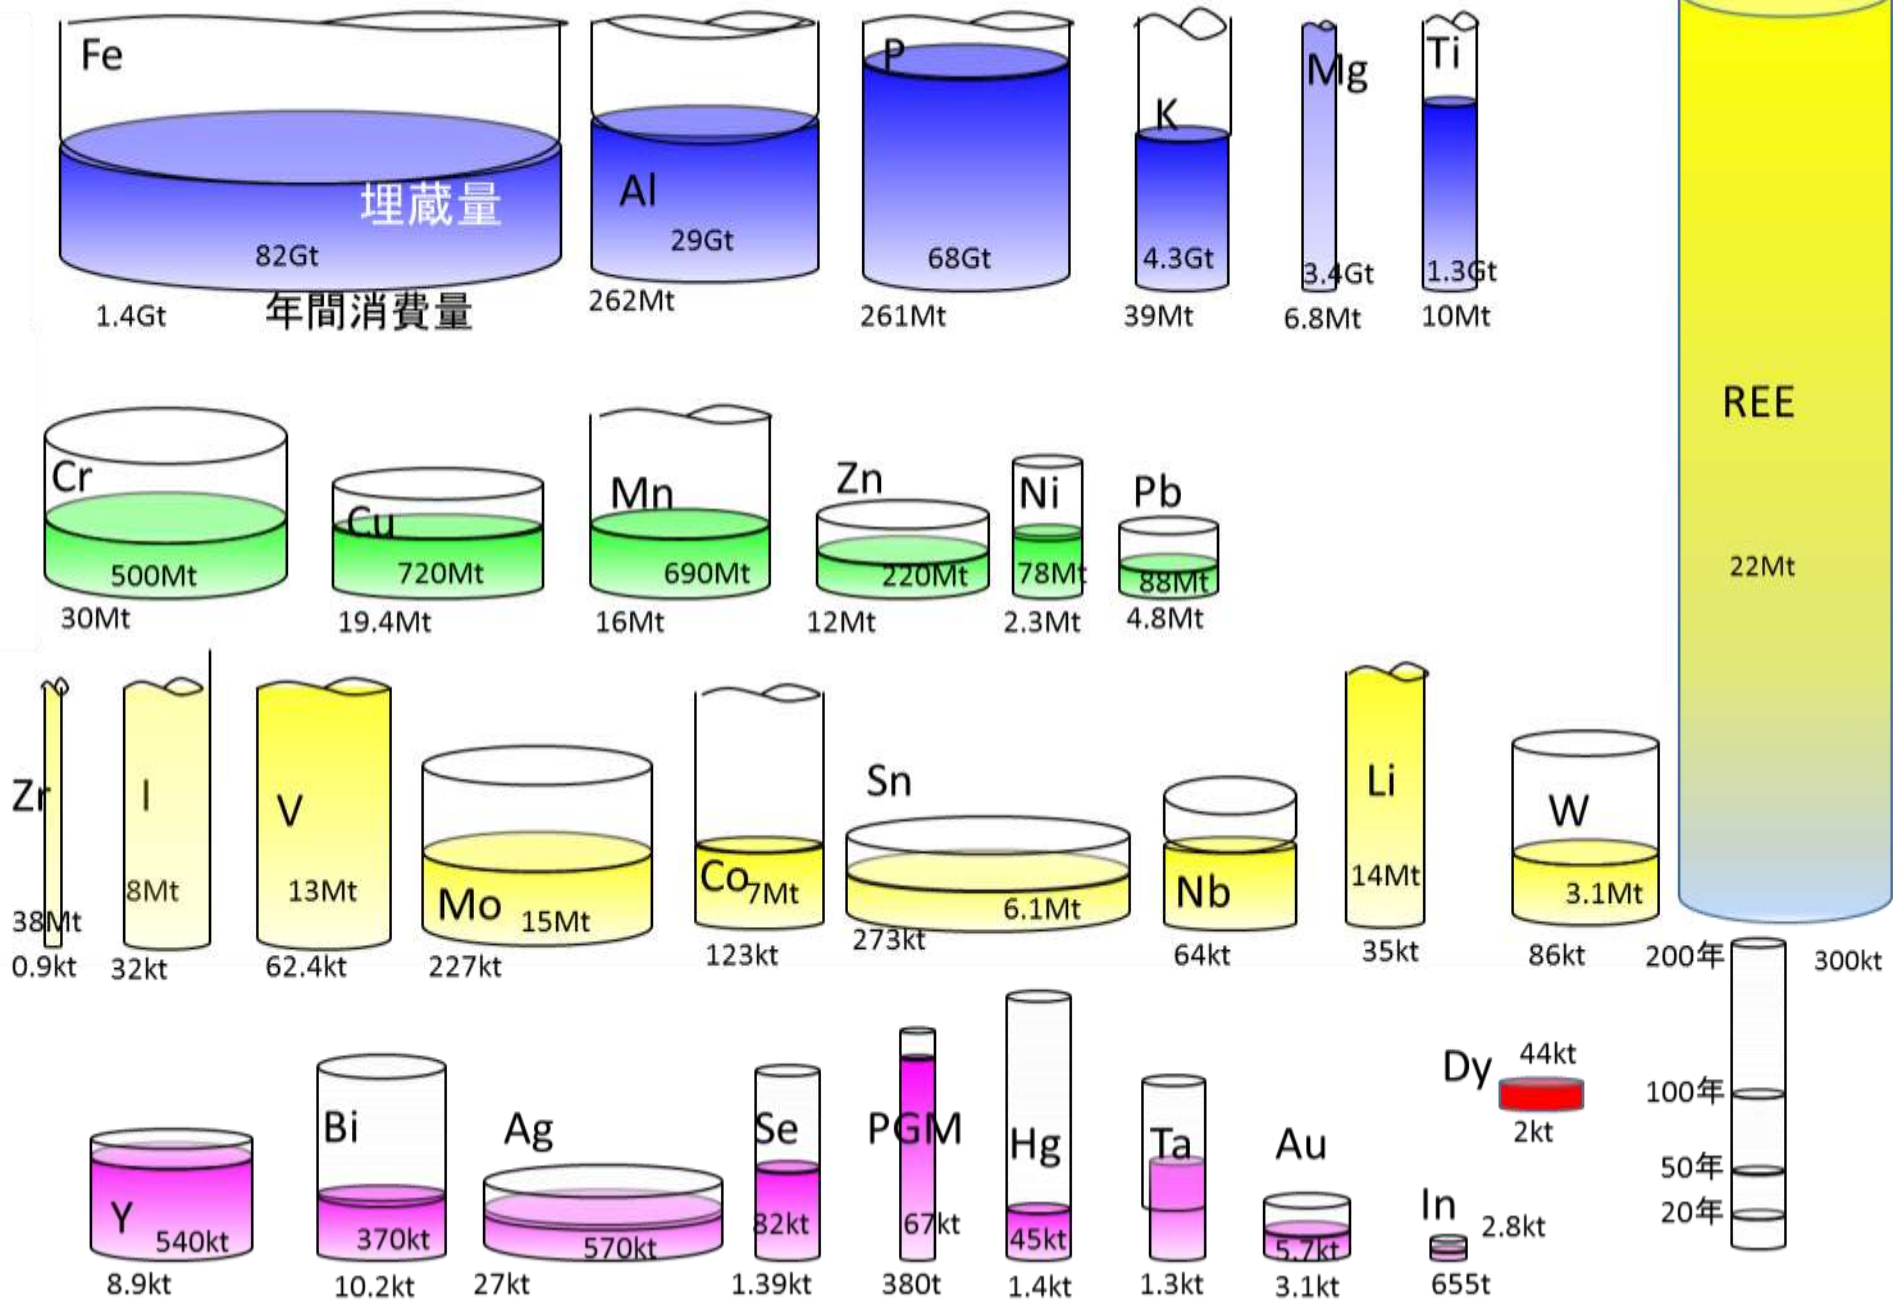 Fe
Al
P
K
Mg
Ti
埋蔵量
82Gt
29Gt
68Gt
4.3Gt
3.4Gt
1.3Gt
1.4Gt
年間消費量
262Mt
261Mt
39Mt
6.8Mt
10Mt
REE
22Mt
300kt
Cr
Cu
Mn
Zn
Ni
Pb
500Mt
720Mt
690Mt
220Mt
78Mt
88Mt
30Mt
19.4Mt
16Mt
12Mt
2.3Mt
4.8Mt
Zr
I
V
Mo
Co
Sn
Nb
Li
W
38Mt
8Mt
13Mt
15Mt
7Mt
6.1Mt
14Mt
3.1Mt
0.9kt
32kt
62.4kt
227kt
123kt
273kt
64kt
35kt
86kt
Y
Bi
Ag
Se
PGM
Hg
Ta
Au
Dy
In
44kt
2kt
540kt
370kt
570kt
82kt
67kt
45kt
5.7kt
2.8kt
8.9kt
10.2kt
27kt
1.39kt
380t
1.4kt
1.3kt
3.1kt
655t
200年
100年
50年
20年